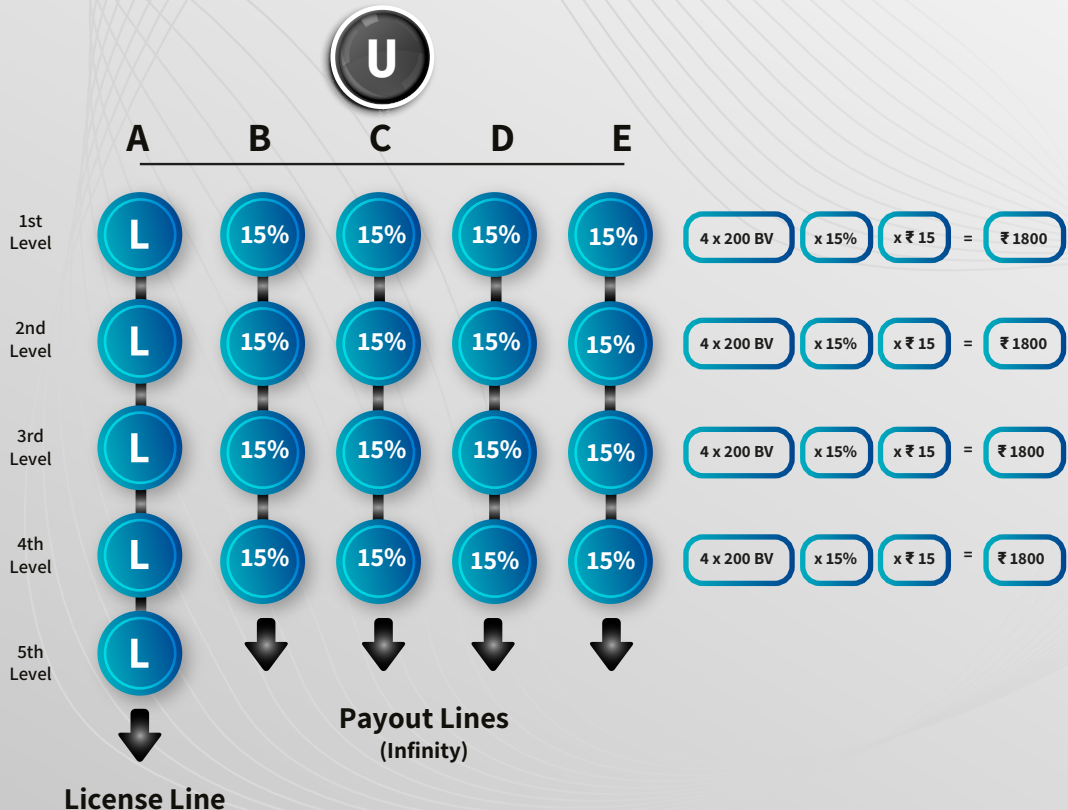 U
A B C D E
1st Level L 15% 15% 15% 15% 4 x 200 BV x 15% x ₹ 15 = ₹ 1800
2nd Level L 15% 15% 15% 15% 4 x 200 BV x 15% x ₹ 15 = ₹ 1800
3rd Level L 15% 15% 15% 15% 4 x 200 BV x 15% x ₹ 15 = ₹ 1800
4th Level L 15% 15% 15% 15% 4 x 200 BV x 15% x ₹ 15 = ₹ 1800
5th Level L
Payout Lines
(Infinity)
License Line